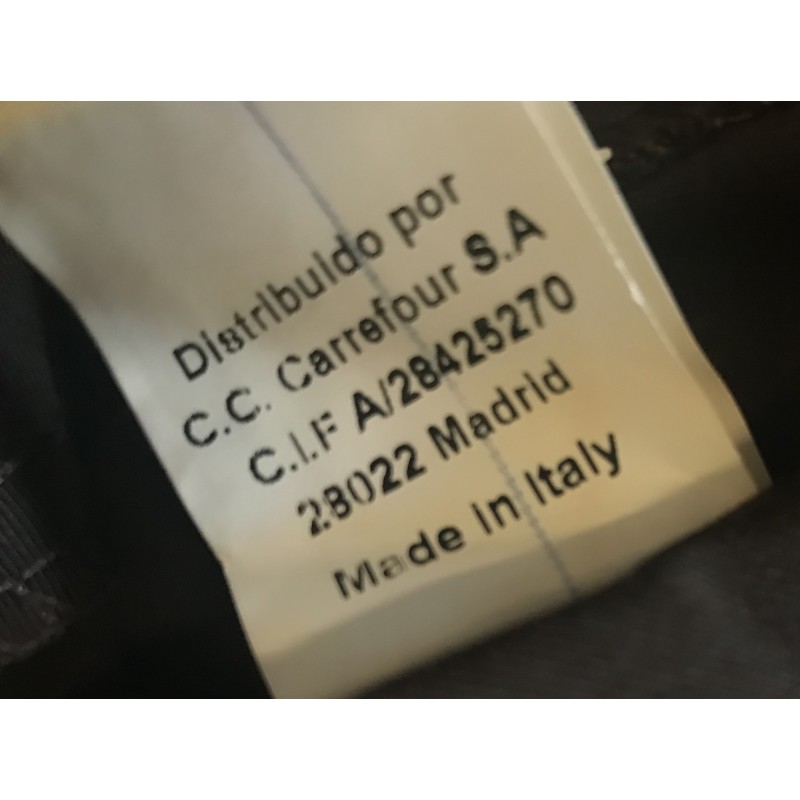 Distribuido por
C.C. Carrefour S.A
C.I.F A/28425270
28022 Madrid
Made in Italy